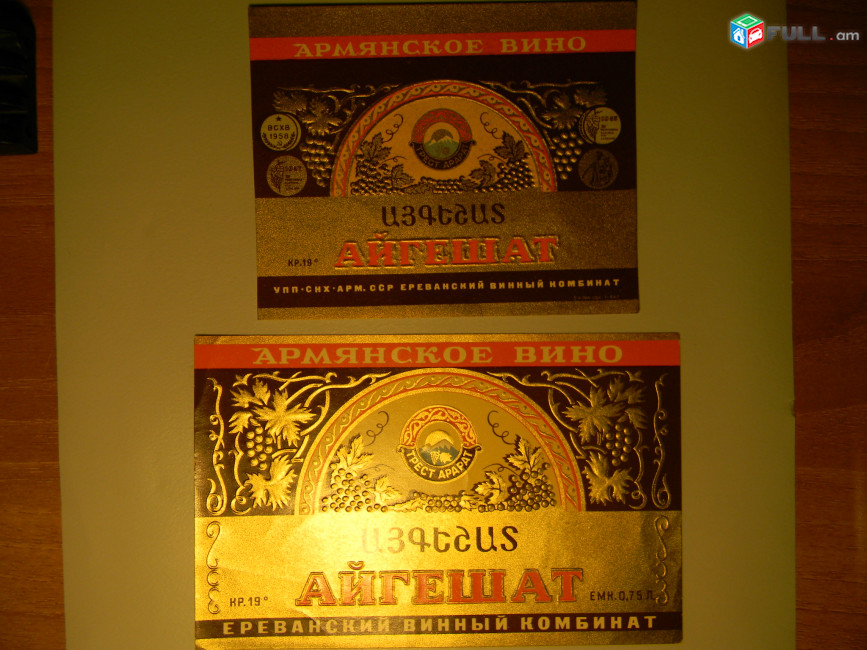 FULL.am
АРМЯНСКОЕ ВИНО
ВСХВ
1958
ТРЕСТ АРАРАТ
ԱՅԳԵՇԱՏ
АЙГЕШАТ
КР.19°
УПП·СНХ·АРМ. ССР ЕРЕВАНСКИЙ ВИННЫЙ КОМБИНАТ
АРМЯНСКОЕ ВИНО
ТРЕСТ АРАРАТ
ԱՅԳԵՇԱՏ
АЙГЕШАТ
КР.19° ЕМК. 0,75 Л.
ЕРЕВАНСКИЙ ВИННЫЙ КОМБИНАТ